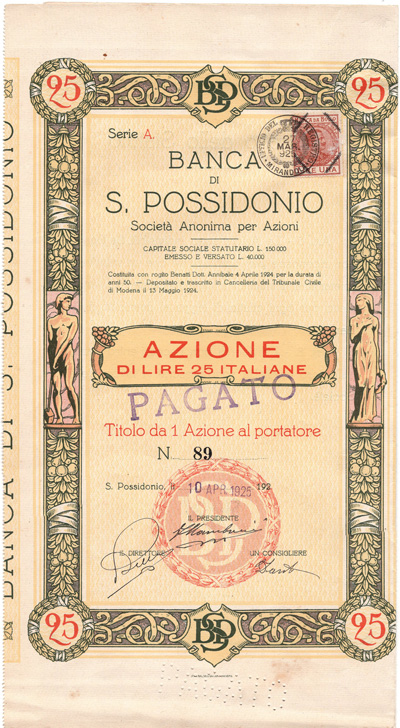 25
BSP
25
Serie A.
BANCA
DI
S. POSSIDONIO
Società Anonima per Azioni
CAPITALE SOCIALE STATUTARIO L. 150.000
EMESSO E VERSATO L. 40.000
Costituita con rogito Benati Dott. Annibale 4 Aprile 1924 per la durata di
anni 50. — Depositato e trascritto in Cancelleria del Tribunale Civile
di Modena il 13 Maggio 1924.
AZIONE
DI LIRE 25 ITALIANE
PAGATO
Titolo da 1 Azione al portatore
N 89
S. Possidonio, li 10 APR 1925 192
IL PRESIDENTE
IL DIRETTORE
UN CONSIGLIERE
BSP
25
BSP
25
BANCA DI S. POSSIDONIO